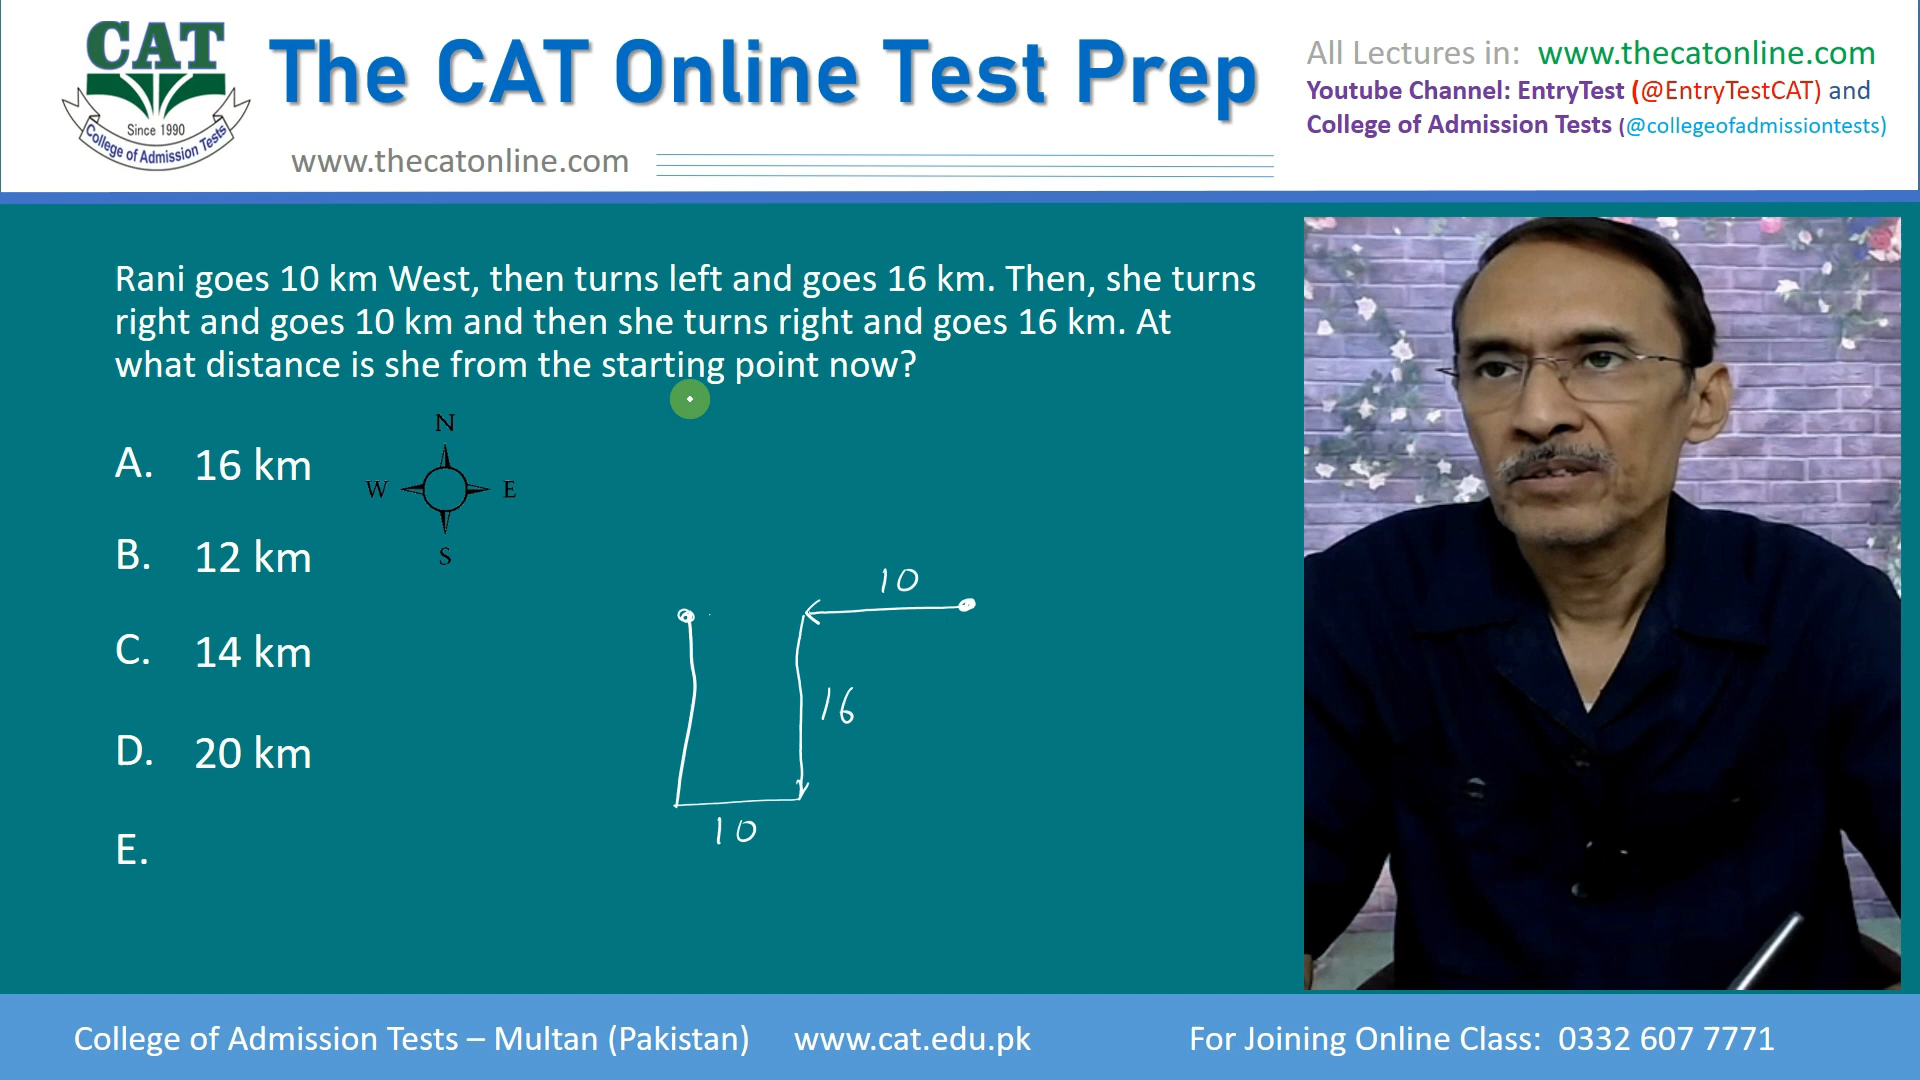 CAT
Since 1990
College of Admission Tests
The CAT Online Test Prep
www.thecatonline.com
All Lectures in: www.thecatonline.com
Youtube Channel: EntryTest (@EntryTestCAT) and
College of Admission Tests (@collegeofadmissiontests)
Rani goes 10 km West, then turns left and goes 16 km. Then, she turns
right and goes 10 km and then she turns right and goes 16 km. At
what distance is she from the starting point now?
A. 16 km
B. 12 km
C. 14 km
D. 20 km
E.
N
W E
S
10
16
10
College of Admission Tests – Multan (Pakistan) www.cat.edu.pk For Joining Online Class: 0332 607 7771